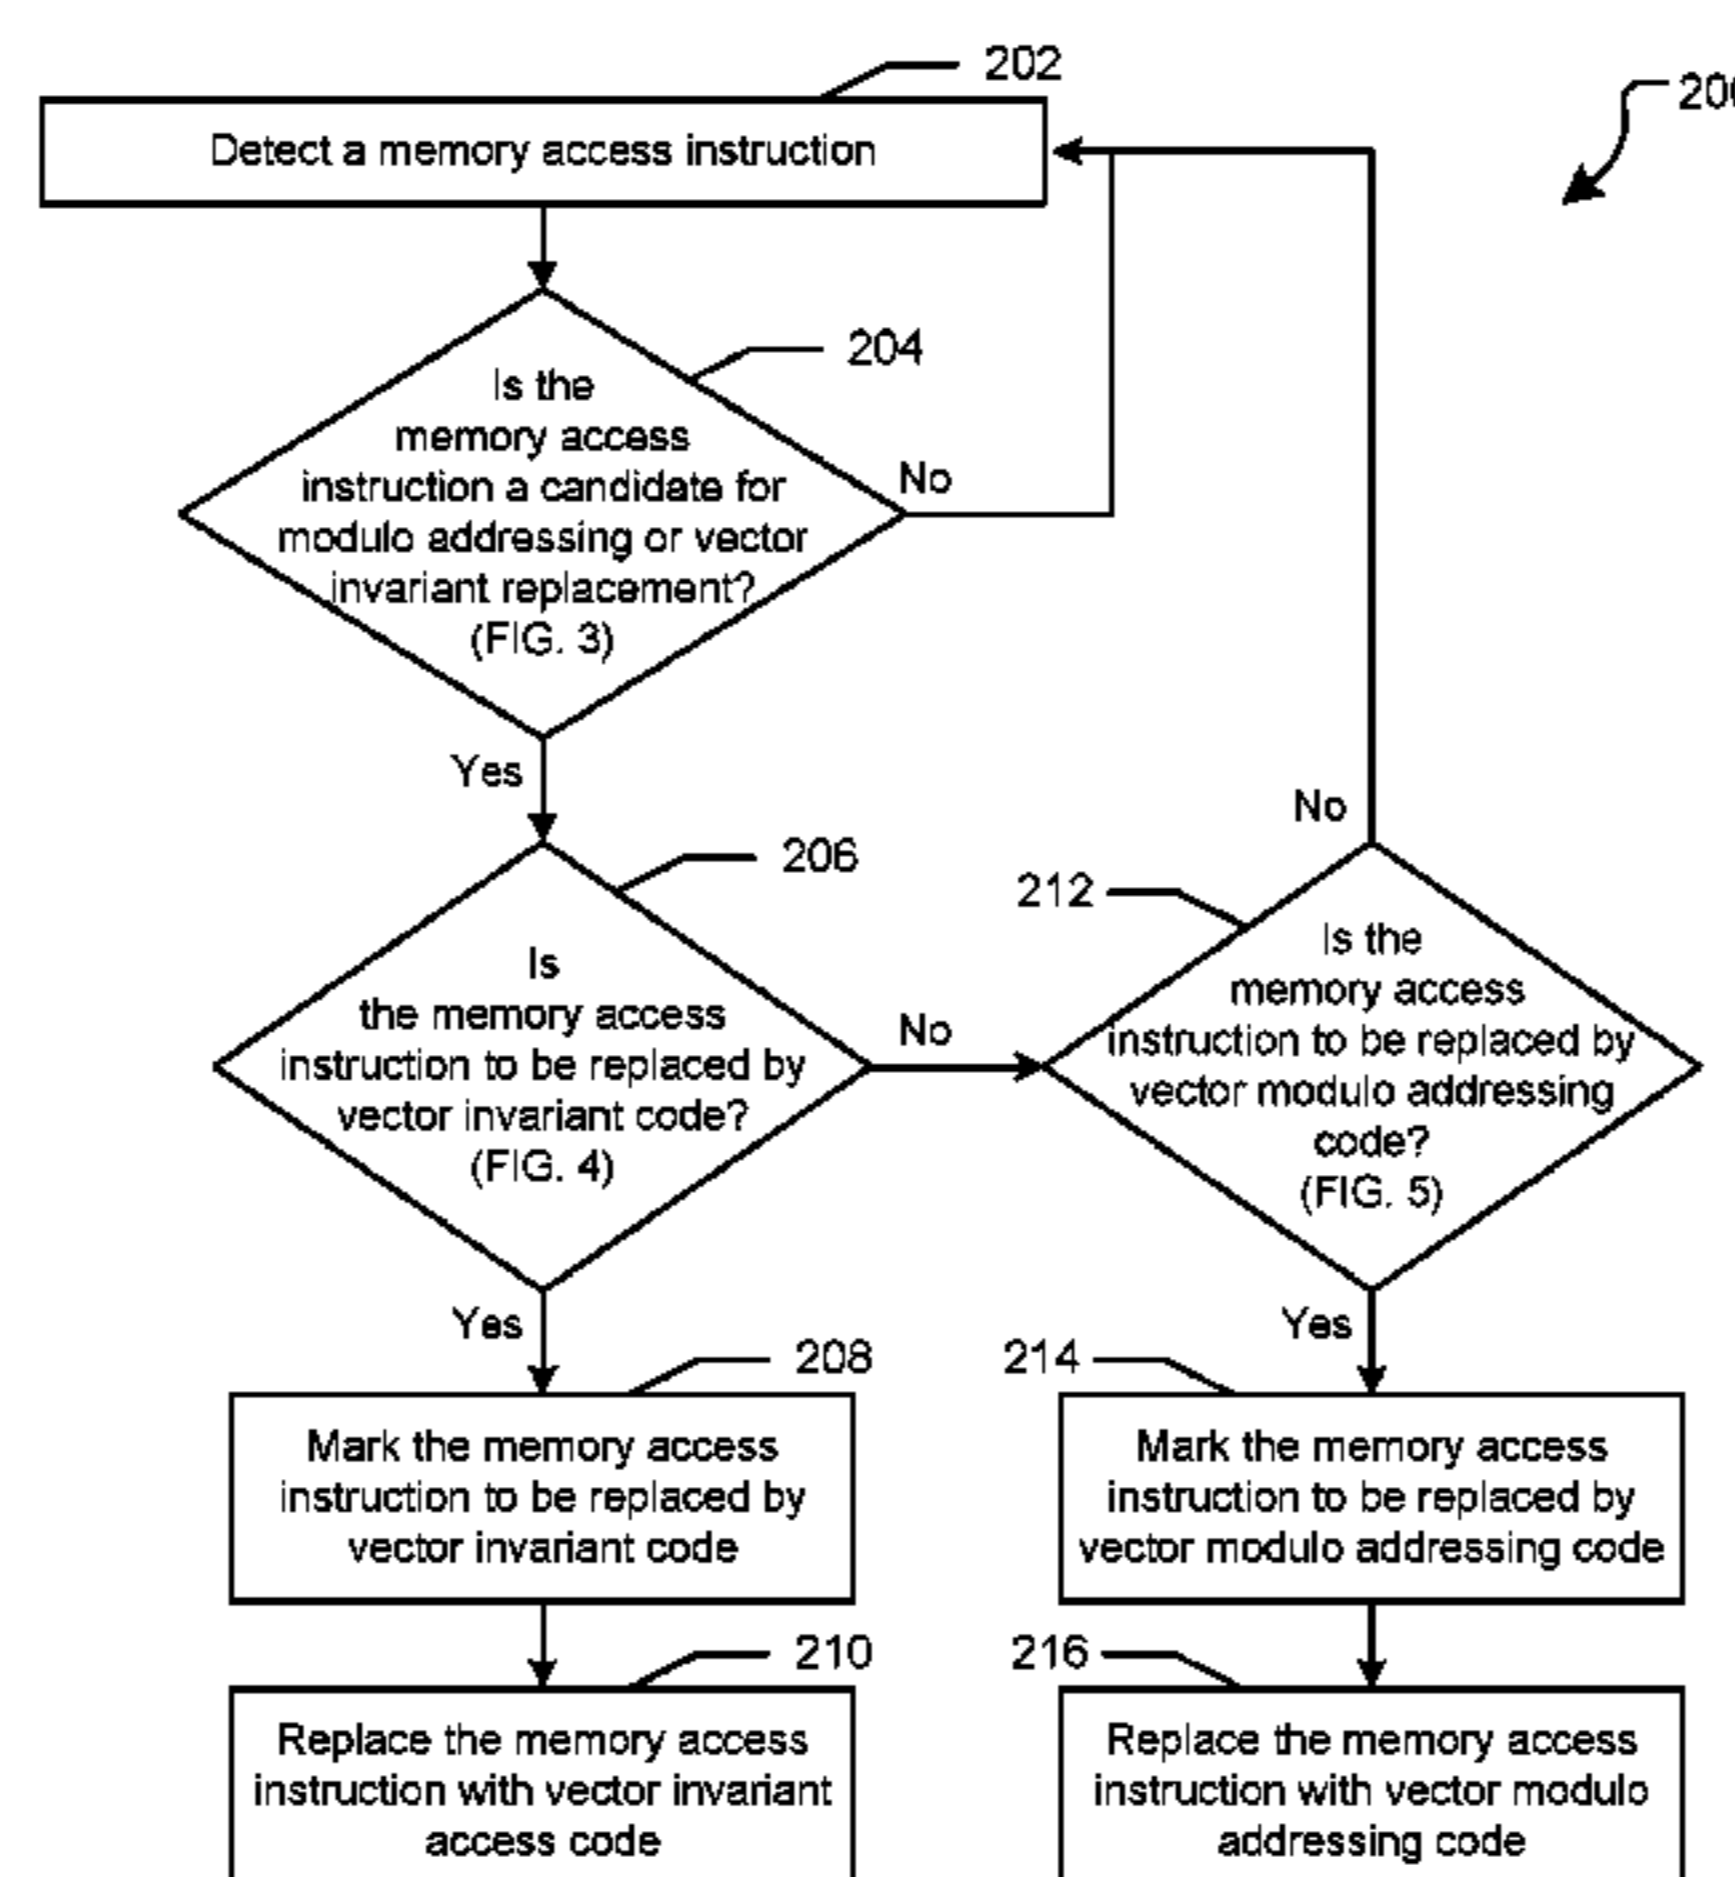 202
200
Detect a memory access instruction
204
Is the
memory access
instruction a candidate for
modulo addressing or vector
invariant replacement?
(FIG. 3)
No
Yes
206
Is
the memory access
instruction to be replaced by
vector invariant code?
(FIG. 4)
No
Yes
212
No
Is the
memory access
instruction to be replaced by
vector modulo addressing
code?
(FIG. 5)
Yes
208
Mark the memory access
instruction to be replaced by
vector invariant code
214
Mark the memory access
instruction to be replaced by
vector modulo addressing code
210
Replace the memory access
instruction with vector invariant
access code
216
Replace the memory access
instruction with vector modulo
addressing code